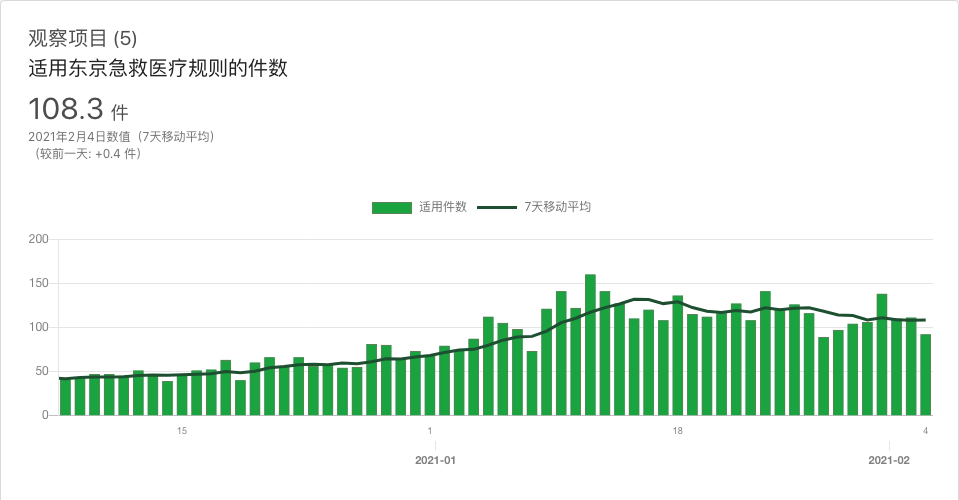 观察项目 (5)
适用东京急救医疗规则的件数
108.3 件
2021年2月4日数值（7天移动平均）
（较前一天: +0.4 件）
适用件数 7天移动平均
200
150
100
50
0
15 1 18 4
2021-01 2021-02